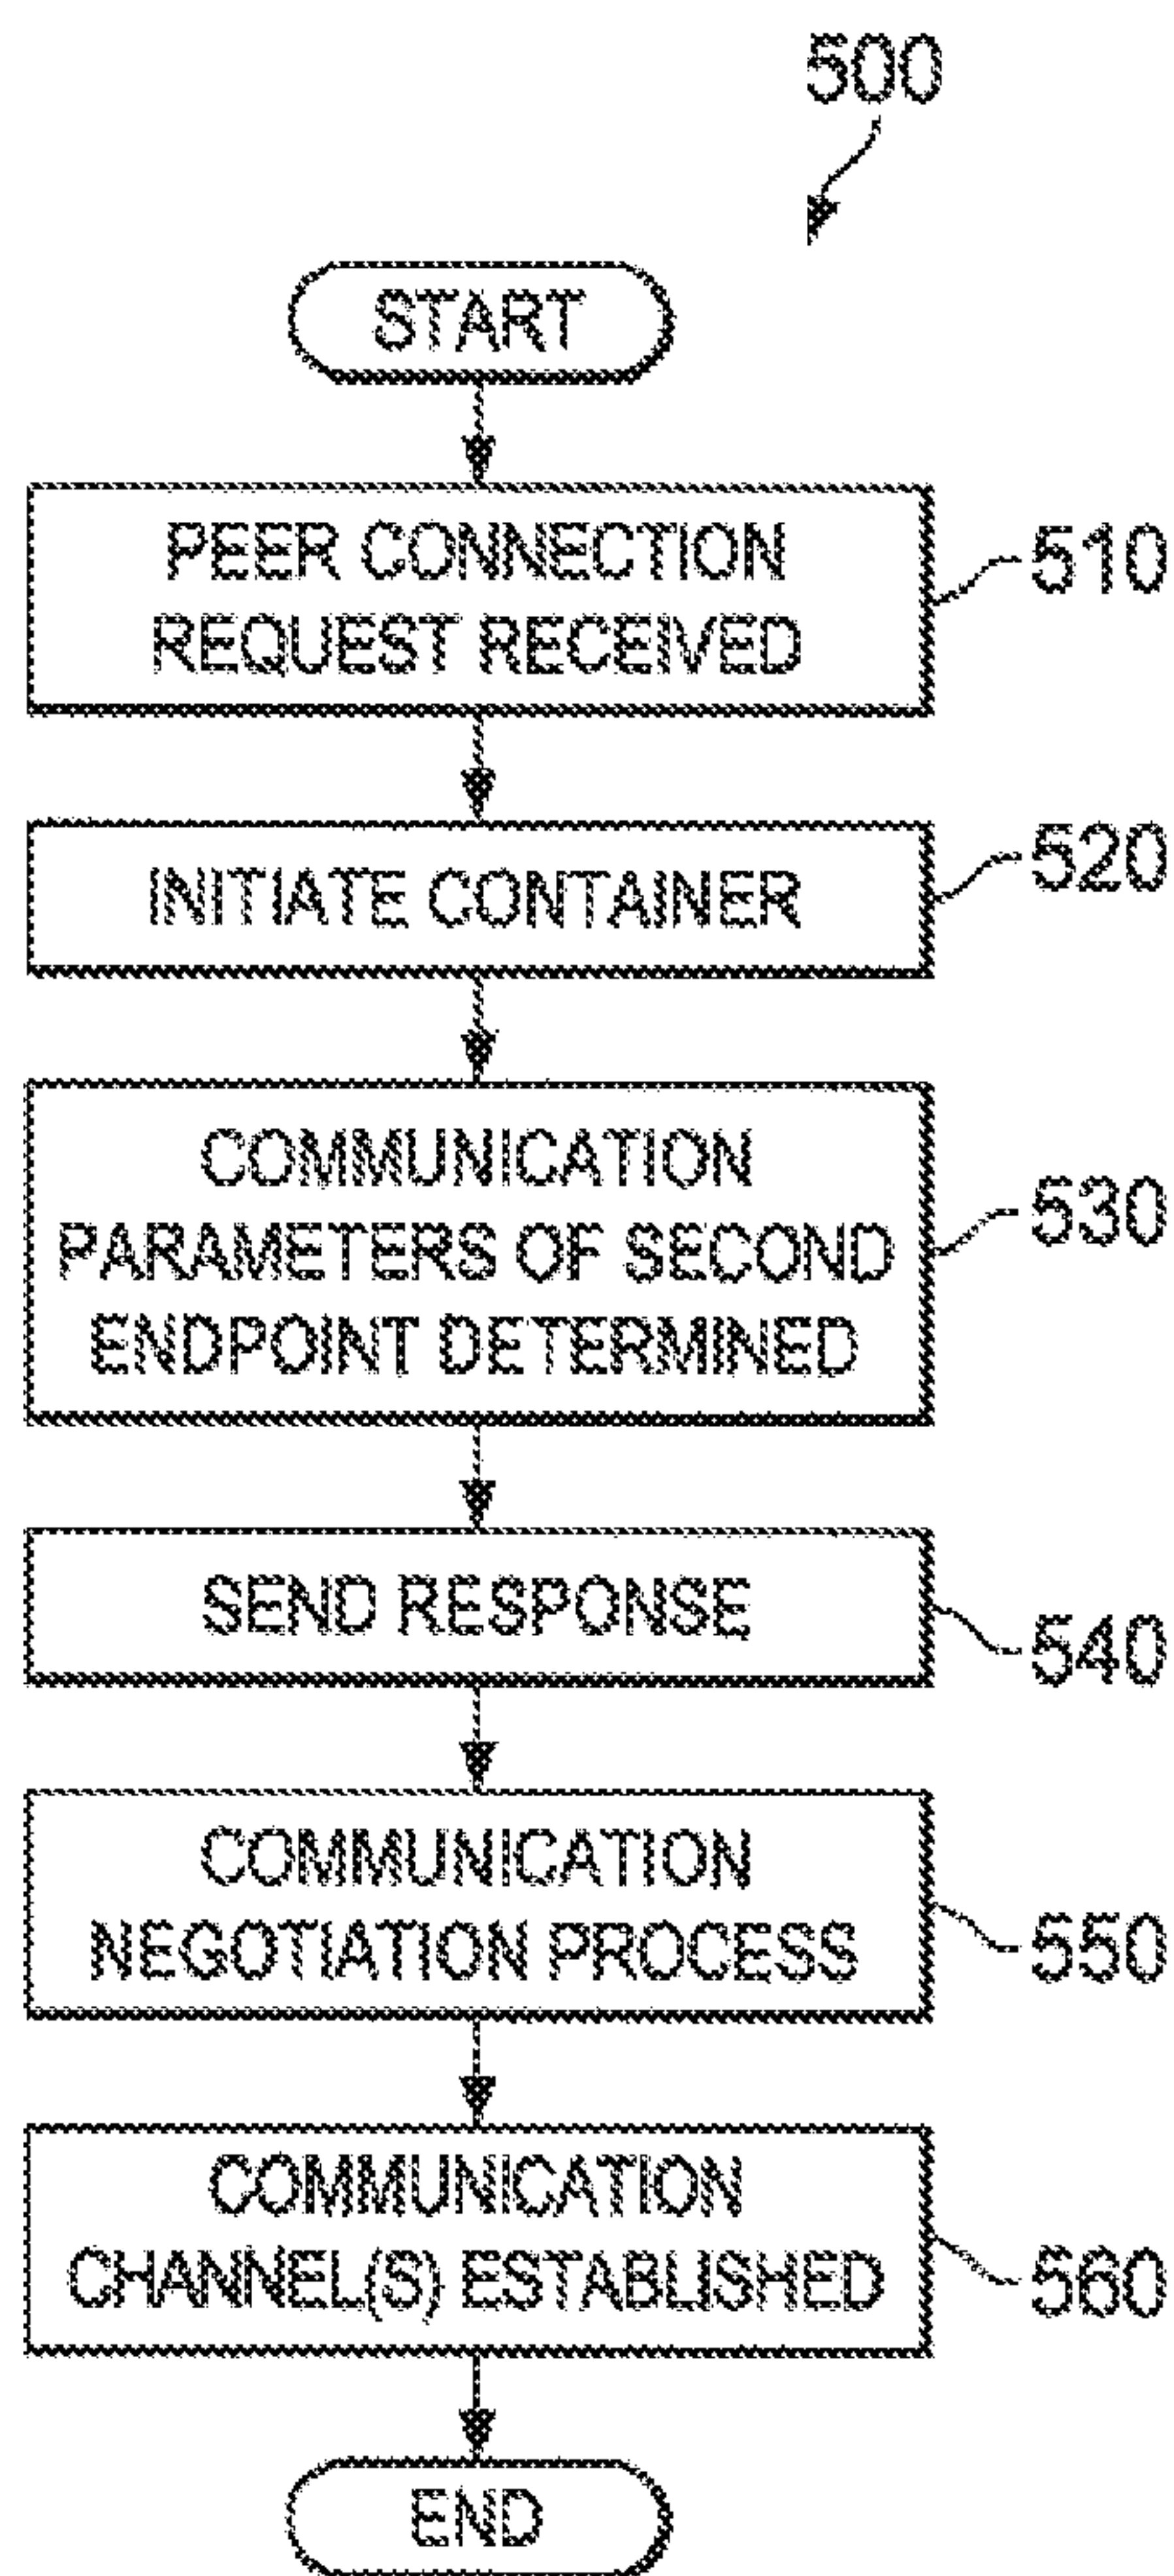 500
START
PEER CONNECTION
REQUEST RECEIVED
510
INITIATE CONTAINER
520
COMMUNICATION
PARAMETERS OF SECOND
ENDPOINT DETERMINED
530
SEND RESPONSE
540
COMMUNICATION
NEGOTIATION PROCESS
550
COMMUNICATION
CHANNEL(S) ESTABLISHED
560
END